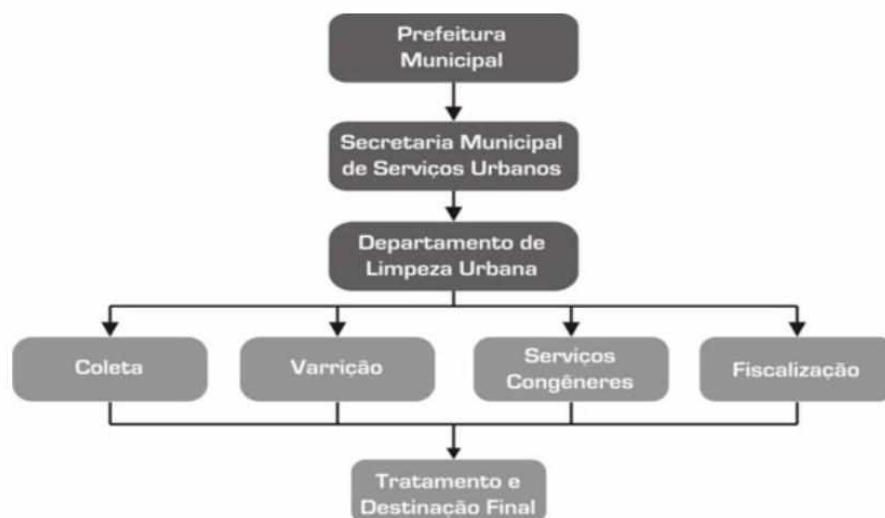 Prefeitura
Municipal
Secretaria Municipal
de Serviços Urbanos
Departamento de
Limpeza Urbana
Coleta
Varrição
Serviços
Congêneres
Fiscalização
Tratamento e
Destinação Final